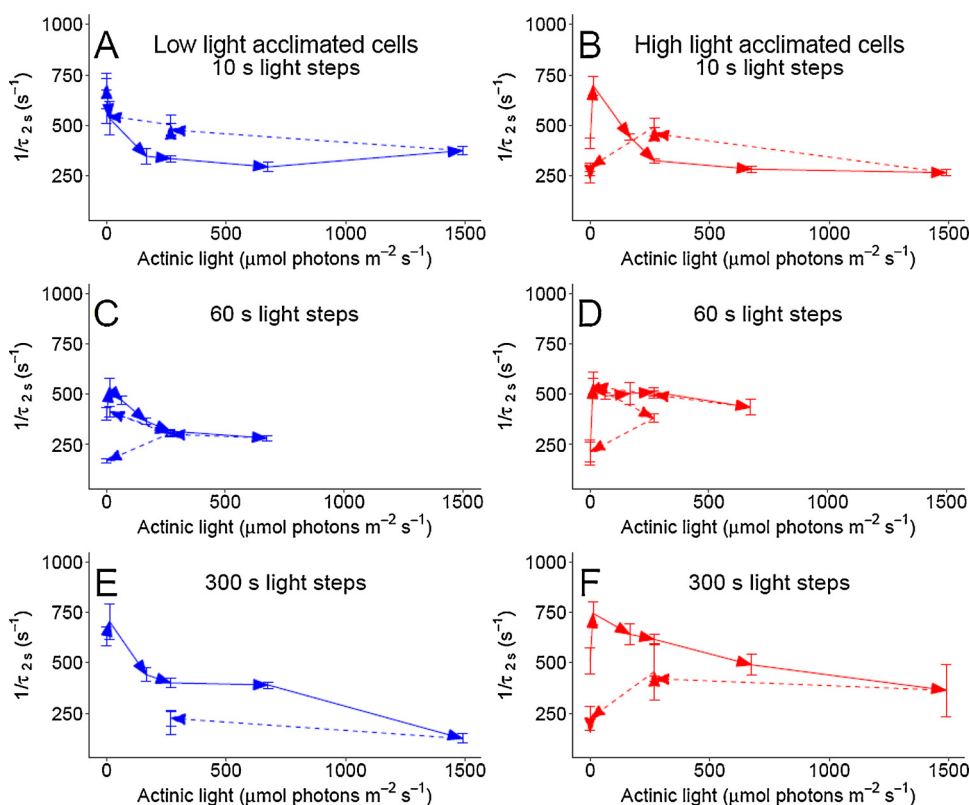 A
Low light acclimated cells
10 s light steps
1000
750
500
250
1/τ 2 s (s⁻¹)
0
500
1000
1500
Actinic light (μmol photons m⁻² s⁻¹)
B
High light acclimated cells
10 s light steps
1000
750
500
250
1/τ 2 s (s⁻¹)
0
500
1000
1500
Actinic light (μmol photons m⁻² s⁻¹)
C
60 s light steps
1000
750
500
250
1/τ 2 s (s⁻¹)
0
500
1000
1500
Actinic light (μmol photons m⁻² s⁻¹)
D
60 s light steps
1000
750
500
250
1/τ 2 s (s⁻¹)
0
500
1000
1500
Actinic light (μmol photons m⁻² s⁻¹)
E
300 s light steps
1000
750
500
250
1/τ 2 s (s⁻¹)
0
500
1000
1500
Actinic light (μmol photons m⁻² s⁻¹)
F
300 s light steps
1000
750
500
250
1/τ 2 s (s⁻¹)
0
500
1000
1500
Actinic light (μmol photons m⁻² s⁻¹)